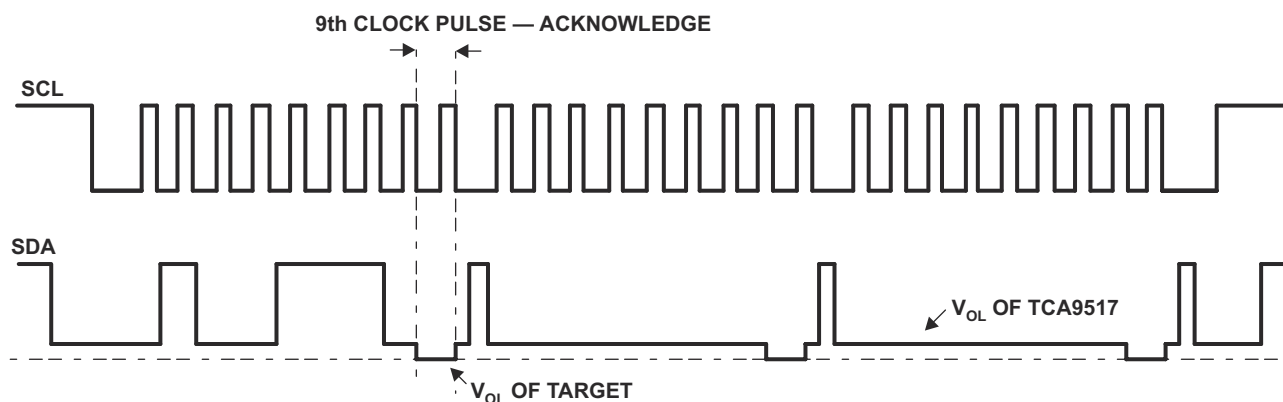 9th CLOCK PULSE — ACKNOWLEDGE
SCL
SDA
VOL OF TCA9517
VOL OF TARGET